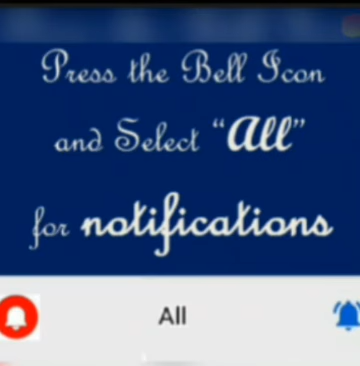 Press the Bell Icon
and Select “All”
for notifications
All